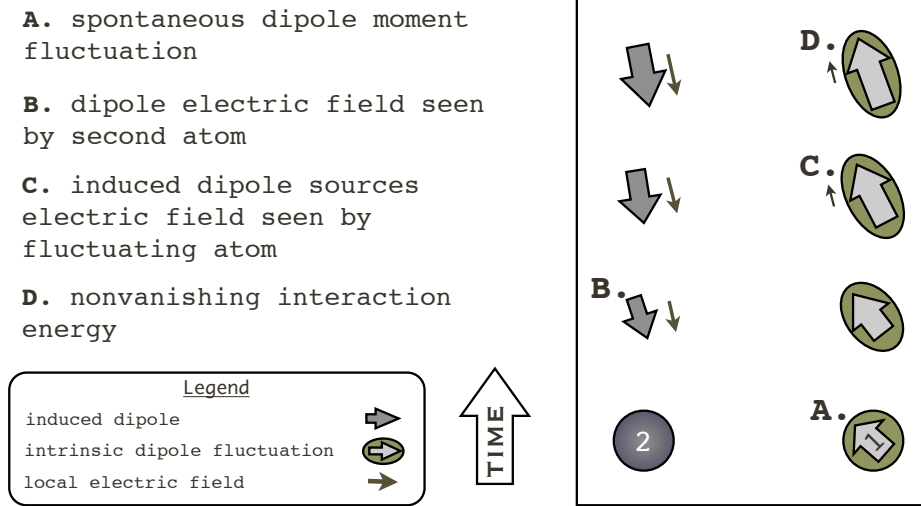 A. spontaneous dipole moment
fluctuation
B. dipole electric field seen
by second atom
C. induced dipole sources
electric field seen by
fluctuating atom
D. nonvanishing interaction
energy
Legend
induced dipole
intrinsic dipole fluctuation
local electric field
TIME
D.
C.
B.
A.
2
1